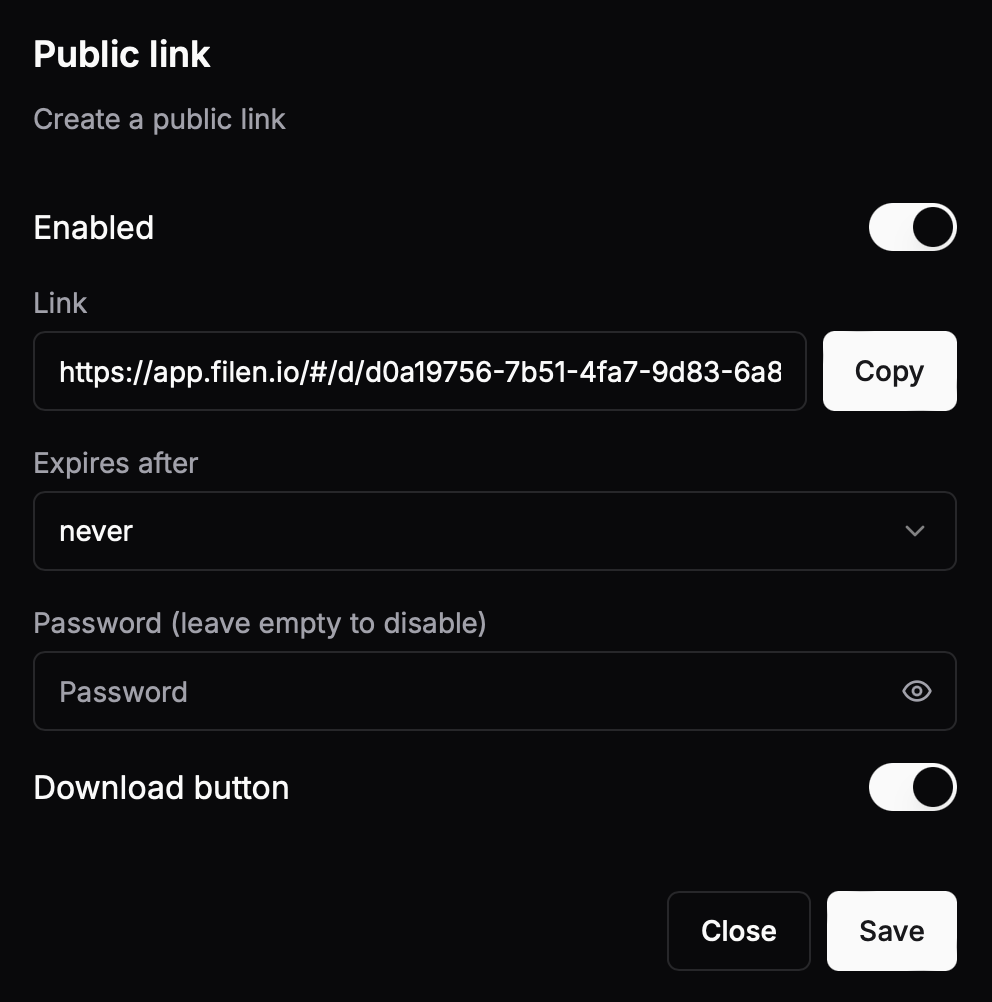 Public link
Create a public link
Enabled
Link
https://app.filen.io/#/d/d0a19756-7b51-4fa7-9d83-6a8
Copy
Expires after
never
Password (leave empty to disable)
Password
Download button
Close
Save